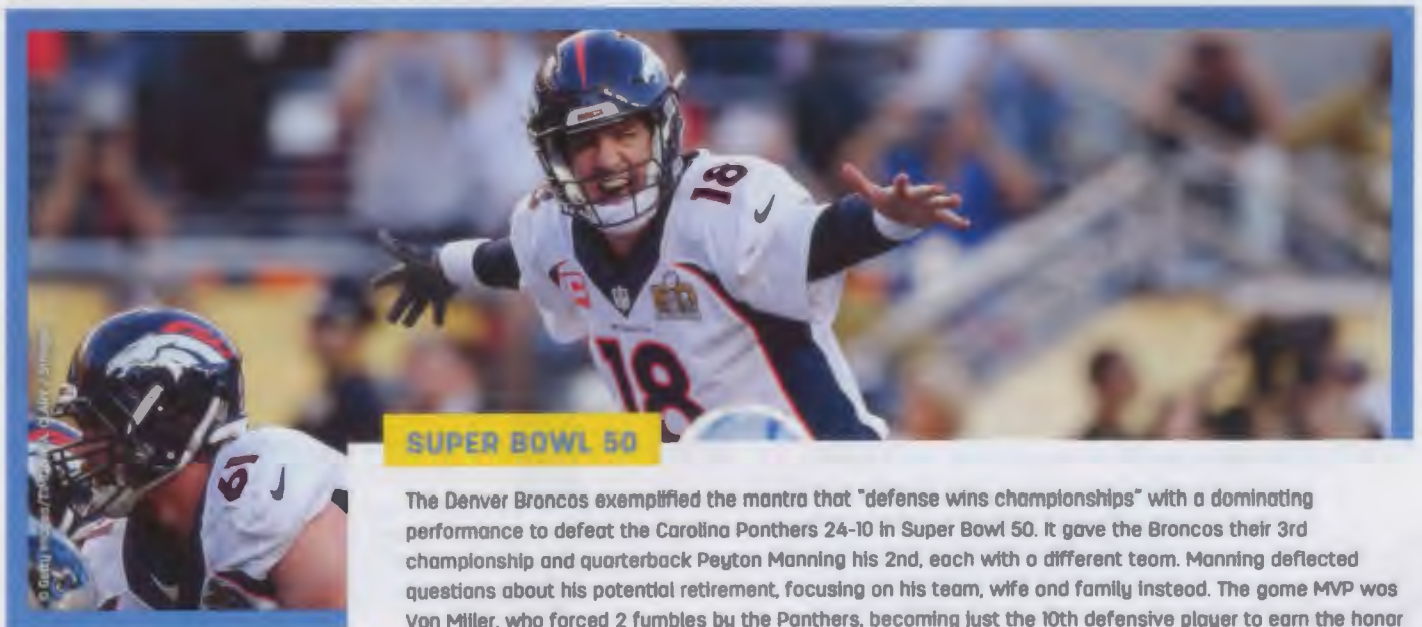 18
18
61
© Getty
SUPER BOWL 50
The Denver Broncos exemplified the mantra that "defense wins championships" with a dominating
performance to defeat the Carolina Panthers 24-10 in Super Bowl 50. It gave the Broncos their 3rd
championship and quarterback Peyton Manning his 2nd, each with a different team. Manning deflected
questions about his potential retirement, focusing on his team, wife and family instead. The game MVP was
Von Miller, who forced 2 fumbles by the Panthers, becoming just the 10th defensive player to earn the honor